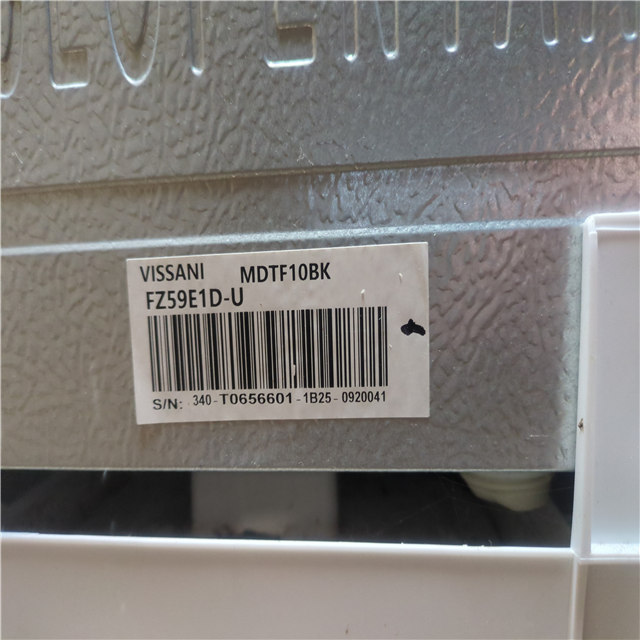 VISSANI MDTF10BK
FZ59E1D-U
S/N: 340-T0656601-1B25-0920041